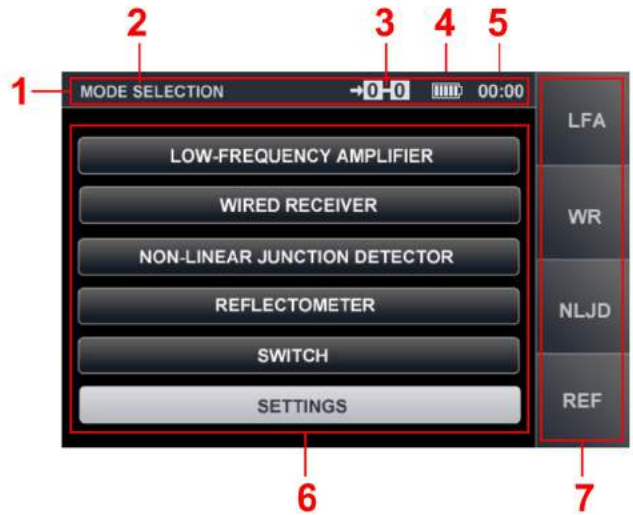 2 3 4 5
1
MODE SELECTION →0-0 00:00
LFA
LOW-FREQUENCY AMPLIFIER
WIRED RECEIVER
WR
NON-LINEAR JUNCTION DETECTOR
REFLECTOMETER
NLJD
SWITCH
SETTINGS
REF
6 7